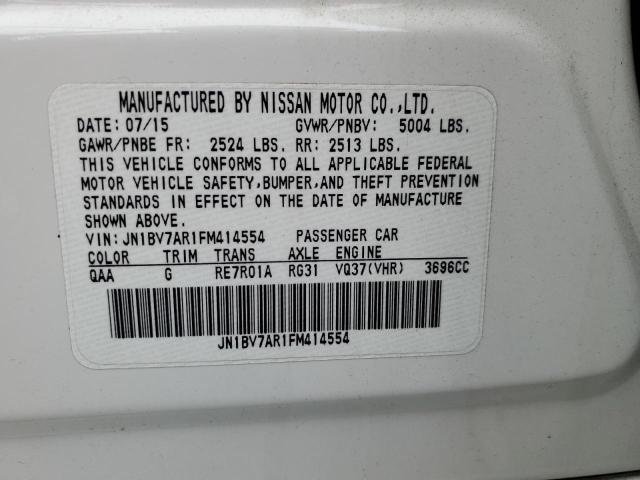 MANUFACTURED BY NISSAN MOTOR CO.,LTD.
DATE: 07/15 GVWR/PNBV: 5004 LBS.
GAWR/PNBE FR: 2524 LBS. RR: 2513 LBS.
THIS VEHICLE CONFORMS TO ALL APPLICABLE FEDERAL
MOTOR VEHICLE SAFETY,BUMPER,AND THEFT PREVENTION
STANDARDS IN EFFECT ON THE DATE OF MANUFACTURE
SHOWN ABOVE.
VIN:JN1BV7AR1FM414554 PASSENGER CAR
COLOR TRIM TRANS AXLE ENGINE
QAA G RE7R01A RG31 VQ37(VHR) 3696CC
JN1BV7AR1FM414554